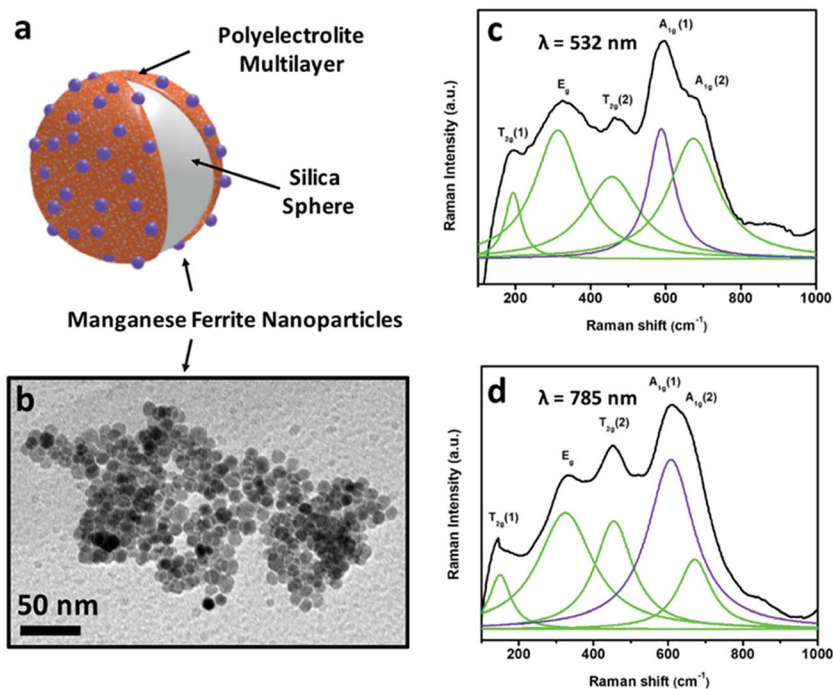 a
Polyelectrolite
Multilayer
Silica
Sphere
Manganese Ferrite Nanoparticles
b
50 nm
c
λ = 532 nm
A1g(1)
A1g(2)
Eg
T2g(2)
T2g(1)
Raman Intensity (a.u.)
200 400 600 800 1000
Raman shift (cm-1)
d
λ = 785 nm
A1g(1)
A1g(2)
T2g(2)
Eg
T2g(1)
Raman Intensity (a.u.)
200 400 600 800 1000
Raman shift (cm-1)